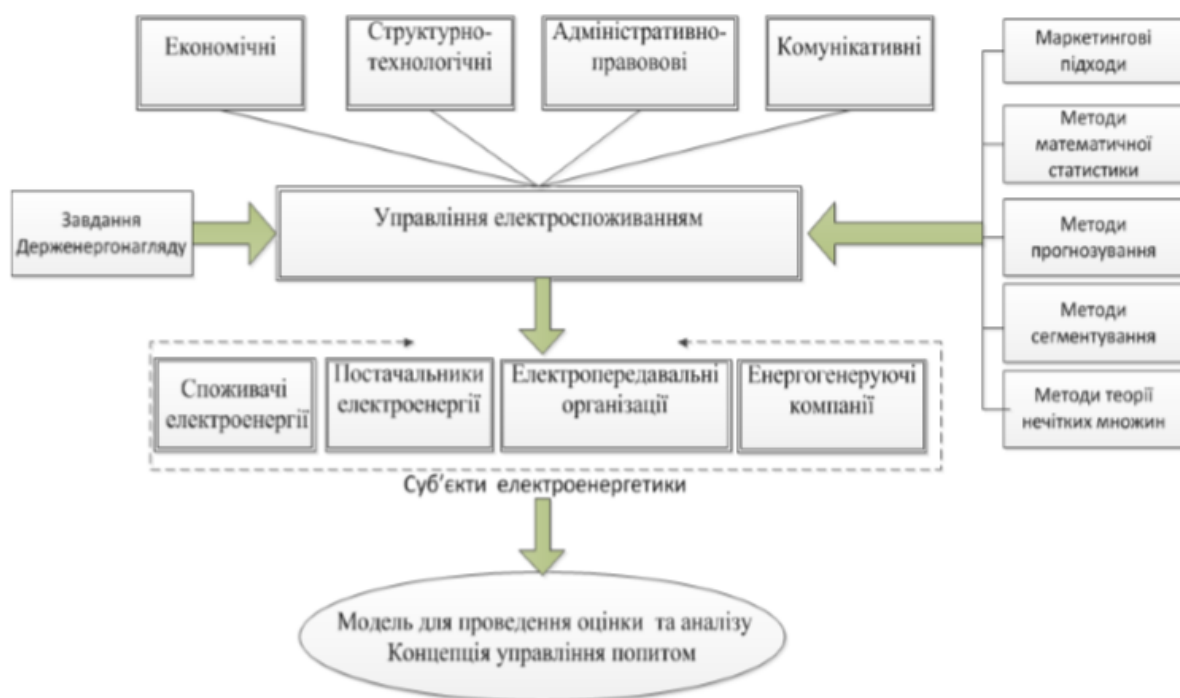 Економічні
Структурно-
технологічні
Адміністративно-
правовові
Комунікативні
Маркетингові
підходи
Методи
математичної
статистики
Методи
прогнозування
Методи
сегментування
Методи теорії
нечітких множин
Завдання
Держенергонагляду
Управління електроспоживанням
Споживачі
електроенергії
Постачальники
електроенергії
Електропередавальні
організації
Енергогенеруючі
компанії
Суб’єкти електроенергетики
Модель для проведення оцінки та аналізу
Концепція управління попитом